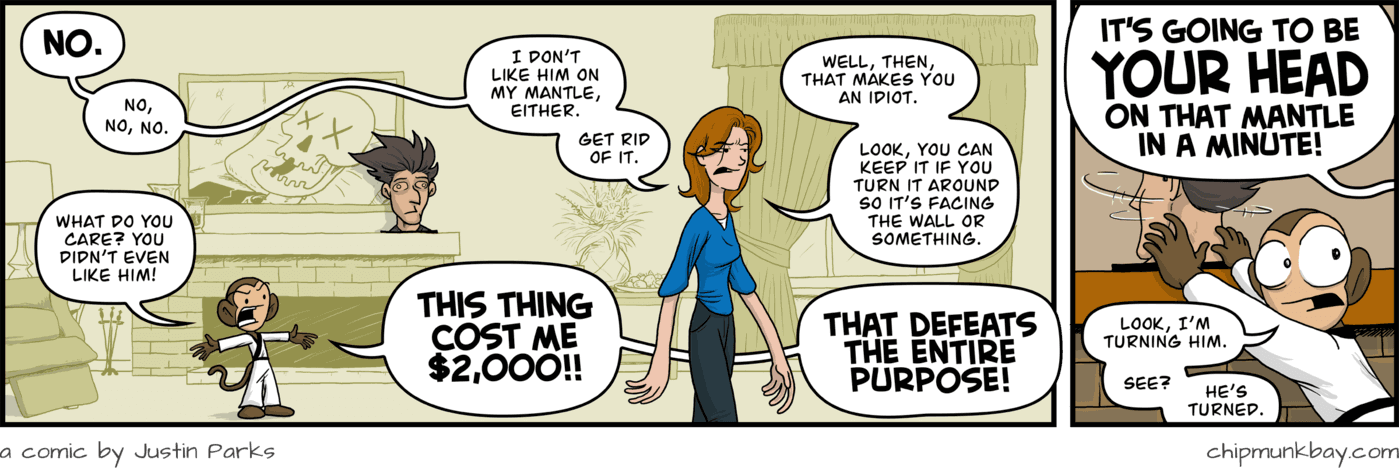 NO.
NO,
NO, NO.
I DON'T
LIKE HIM ON
MY MANTLE,
EITHER.
GET RID
OF IT.
WHAT DO YOU
CARE? YOU
DIDN'T EVEN
LIKE HIM!
THIS THING
COST ME
$2,000!!
WELL, THEN,
THAT MAKES YOU
AN IDIOT.
LOOK, YOU CAN
KEEP IT IF YOU
TURN IT AROUND
SO IT'S FACING
THE WALL OR
SOMETHING.
THAT DEFEATS
THE ENTIRE
PURPOSE!
IT'S GOING TO BE
YOUR HEAD
ON THAT MANTLE
IN A MINUTE!
LOOK, I'M
TURNING HIM.
SEE?
HE'S
TURNED.
a comic by Justin Parks
chipmunkbay.com